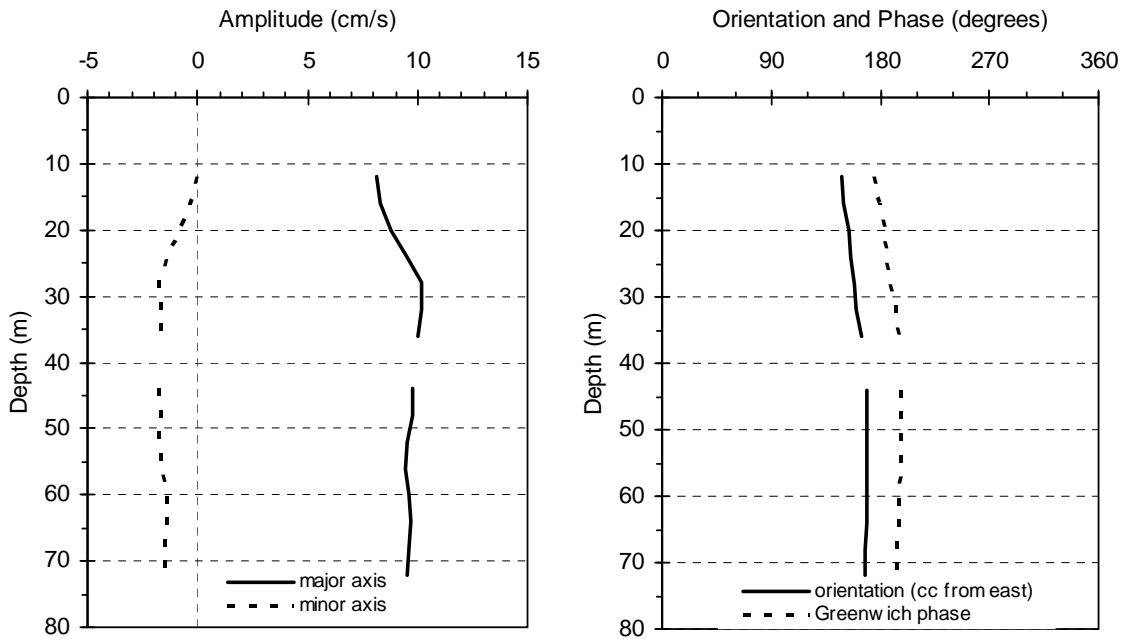 Amplitude (cm/s)
-5 0 5 10 15
0
10
20
30
40
50
60
70
80
Depth (m)
major axis
minor axis
Orientation and Phase (degrees)
0 90 180 270 360
0
10
20
30
40
50
60
70
80
Depth (m)
orientation (cc from east)
Greenwich phase